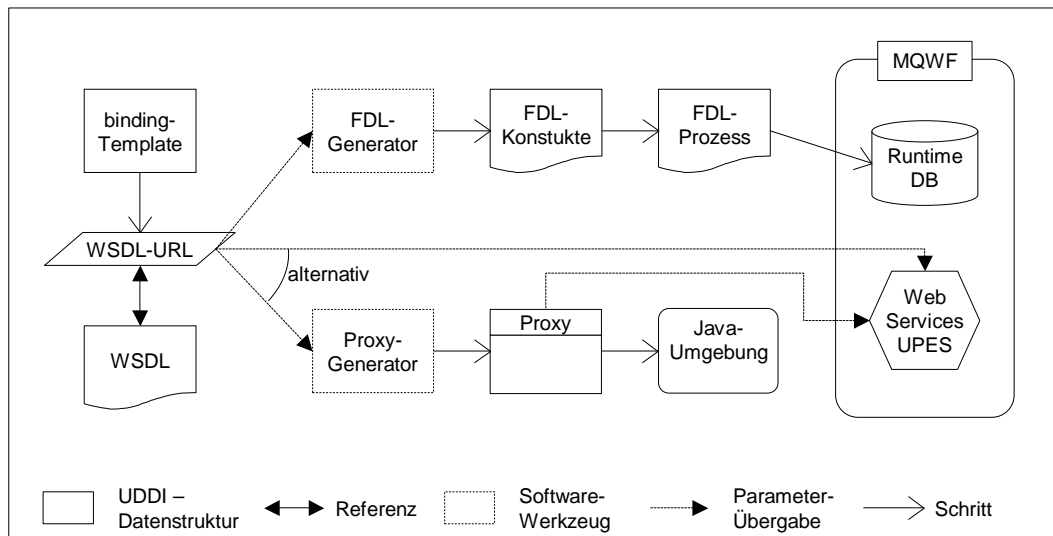 MQWF
binding-
Template
FDL-
Generator
FDL-
Konstukte
FDL-
Prozess
Runtime
DB
WSDL-URL
alternativ
WSDL
Proxy-
Generator
Proxy
Java-
Umgebung
Web
Services
UPES
UDDI –
Datenstruktur
Referenz
Software-
Werkzeug
Parameter-
Übergabe
Schritt